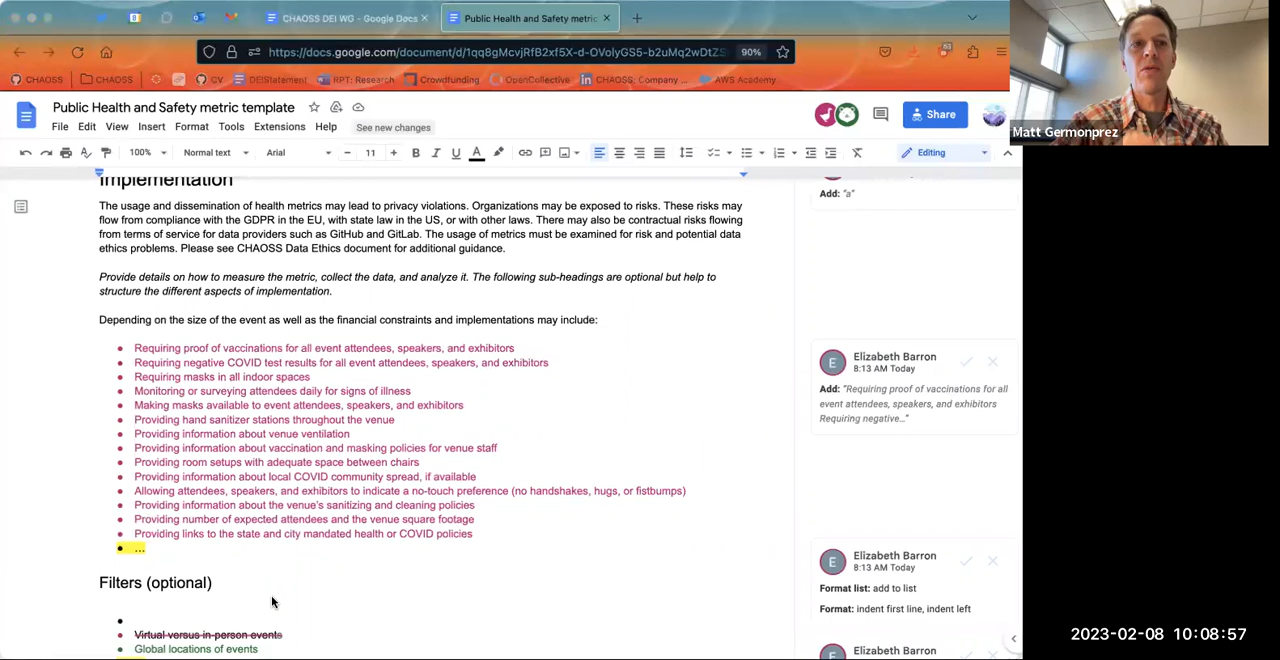 CHAOSS DEI WG - Google Docs
Public Health and Safety metric
https://docs.google.com/document/d/1qq8gMcvjRfB2xf5X-d-OVolyGS5-b2uMq2wDtZS
90%
CHAOSS
CHAOSS
CV
DEIStatement
RPT: Research
Crowdfunding
OpenCollective
CHAOSS: Company ...
AWS Academy
Matt Germonprez
Public Health and Safety metric template
File Edit View Insert Format Tools Extensions Help
See new changes
Share
100% Normal text Arial 11
Editing
Implementation
The usage and dissemination of health metrics may lead to privacy violations. Organizations may be exposed to risks. These risks may
flow from compliance with the GDPR in the EU, with state law in the US, or with other laws. There may also be contractual risks flowing
from terms of service for data providers such as GitHub and GitLab. The usage of metrics must be examined for risk and potential data
ethics problems. Please see CHAOSS Data Ethics document for additional guidance.
Provide details on how to measure the metric, collect the data, and analyze it. The following sub-headings are optional but help to
structure the different aspects of implementation.
Depending on the size of the event as well as the financial constraints and implementations may include:
Requiring proof of vaccinations for all event attendees, speakers, and exhibitors
Requiring negative COVID test results for all event attendees, speakers, and exhibitors
Requiring masks in all indoor spaces
Monitoring or surveying attendees daily for signs of illness
Making masks available to event attendees, speakers, and exhibitors
Providing hand sanitizer stations throughout the venue
Providing information about venue ventilation
Providing information about vaccination and masking policies for venue staff
Providing room setups with adequate space between chairs
Providing information about local COVID community spread, if available
Allowing attendees, speakers, and exhibitors to indicate a no-touch preference (no handshakes, hugs, or fistbumps)
Providing information about the venue's sanitizing and cleaning policies
Providing number of expected attendees and the venue square footage
Providing links to the state and city mandated health or COVID policies
...
Filters (optional)
Virtual versus in-person events
Global locations of events
Add: "a"
E
Elizabeth Barron
8:13 AM Today
Add: "Requiring proof of vaccinations for all
event attendees, speakers, and exhibitors
Requiring negative..."
E
Elizabeth Barron
8:13 AM Today
Format list: add to list
Format: indent first line, indent left
E
Elizabeth Barron
2023-02-08 10:08:57